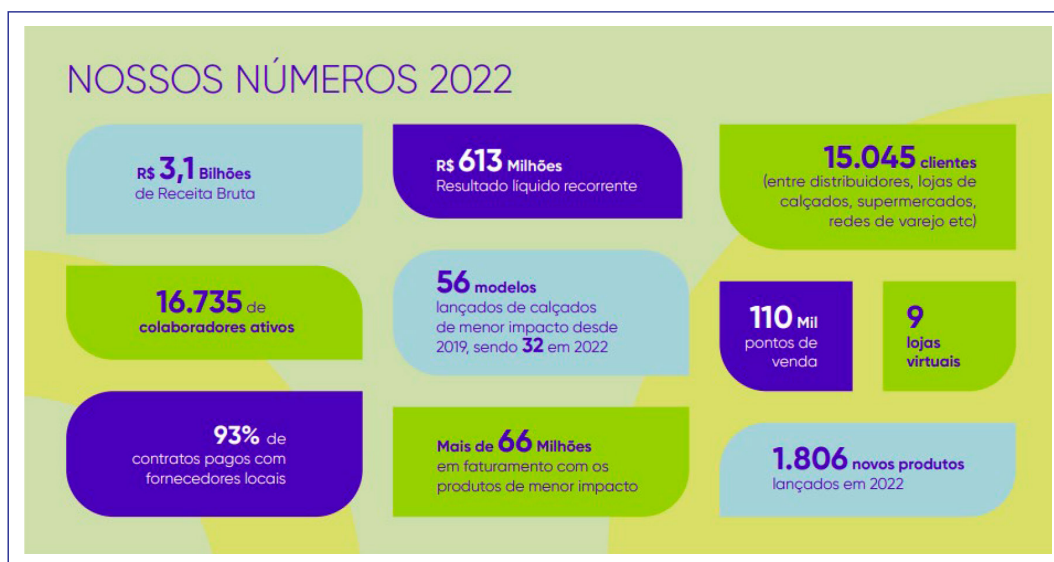 NOSSOS NÚMEROS 2022
R$ 3,1 Bilhões
de Receita Bruta
R$ 613 Milhões
Resultado líquido recorrente
15.045 clientes
(entre distribuidores, lojas de
calçados, supermercados,
redes de varejo etc)
16.735 de
colaboradores ativos
56 modelos
lançados de calçados
de menor impacto desde
2019, sendo 32 em 2022
110 Mil
pontos de
venda
9
lojas
virtuais
93% de
contratos pagos com
fornecedores locais
Mais de 66 Milhões
em faturamento com os
produtos de menor impacto
1.806 novos produtos
lançados em 2022